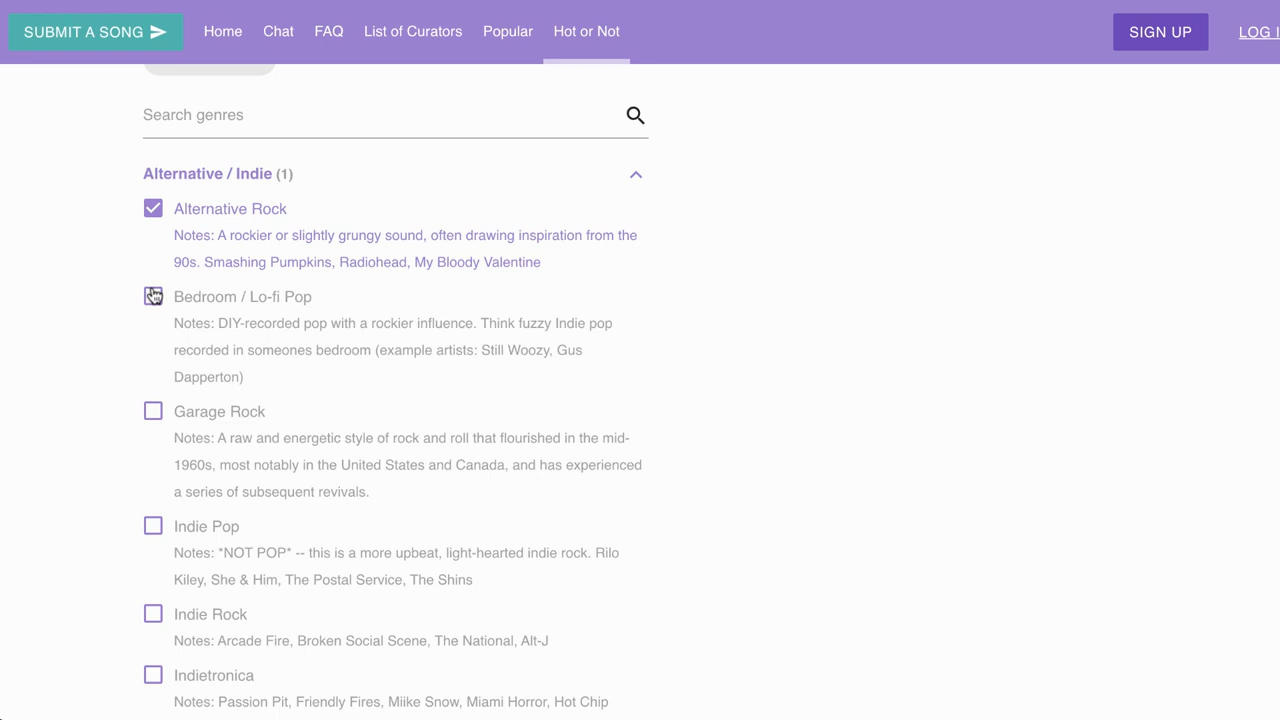 SUBMIT A SONG Home Chat FAQ List of Curators Popular Hot or Not SIGN UP LOG I
Search genres
Alternative / Indie (1)
Alternative Rock
Notes: A rockier or slightly grungy sound, often drawing inspiration from the
90s. Smashing Pumpkins, Radiohead, My Bloody Valentine
Bedroom / Lo-fi Pop
Notes: DIY-recorded pop with a rockier influence. Think fuzzy Indie pop
recorded in someones bedroom (example artists: Still Woozy, Gus
Dapperton)
Garage Rock
Notes: A raw and energetic style of rock and roll that flourished in the mid-
1960s, most notably in the United States and Canada, and has experienced
a series of subsequent revivals.
Indie Pop
Notes: *NOT POP* -- this is a more upbeat, light-hearted indie rock. Rilo
Kiley, She & Him, The Postal Service, The Shins
Indie Rock
Notes: Arcade Fire, Broken Social Scene, The National, Alt-J
Indietronica
Notes: Passion Pit, Friendly Fires, Miike Snow, Miami Horror, Hot Chip